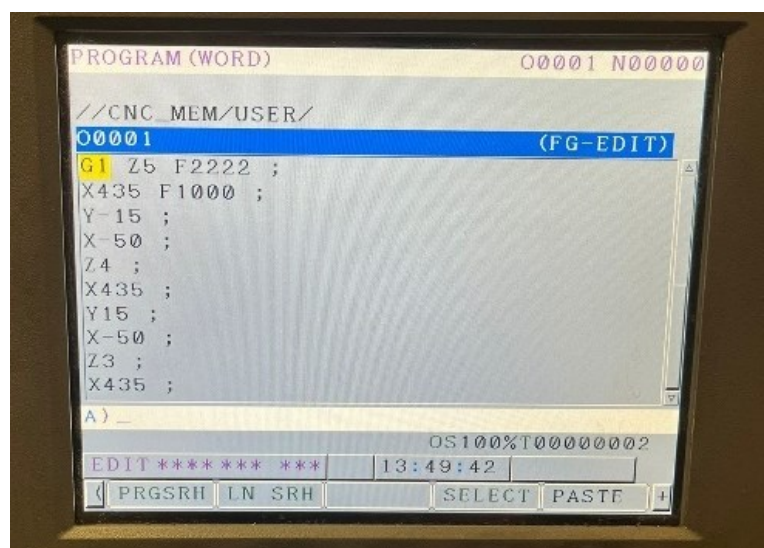 PROGRAM (WORD) O0001 N00000
//CNC_MEM/USER/
O0001 (FG-EDIT)
G1 Z5 F2222 ;
X435 F1000 ;
Y-15 ;
X-50 ;
Z4 ;
X435 ;
Y15 ;
X-50 ;
Z3 ;
X435 ;
A)_
OS100%T00000002
EDIT **** *** *** 13:49:42
( PRGSRH LN SRH SELECT PASTE +